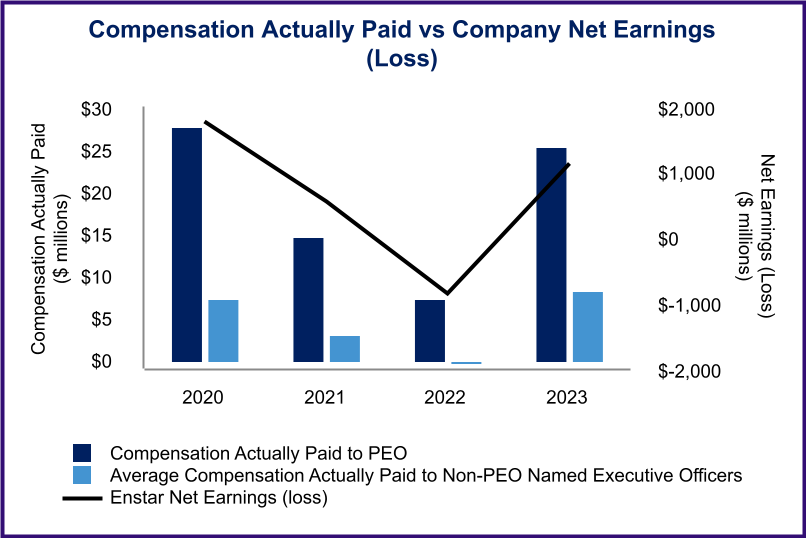 Compensation Actually Paid vs Company Net Earnings
(Loss)
Compensation Actually Paid
($ millions)
$30
$25
$20
$15
$10
$5
$0
$2,000
$1,000
$0
$-1,000
$-2,000
Net Earnings (Loss)
($ millions)
2020
2021
2022
2023
Compensation Actually Paid to PEO
Average Compensation Actually Paid to Non-PEO Named Executive Officers
Enstar Net Earnings (loss)